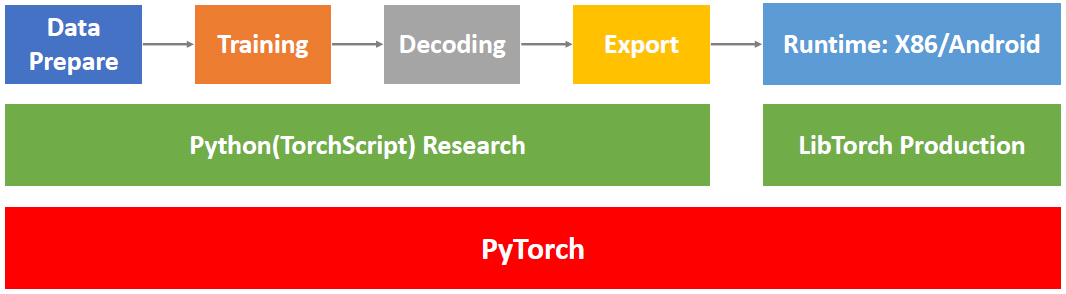 Data
Prepare
Training
Decoding
Export
Runtime: X86/Android
Python(TorchScript) Research
LibTorch Production
PyTorch